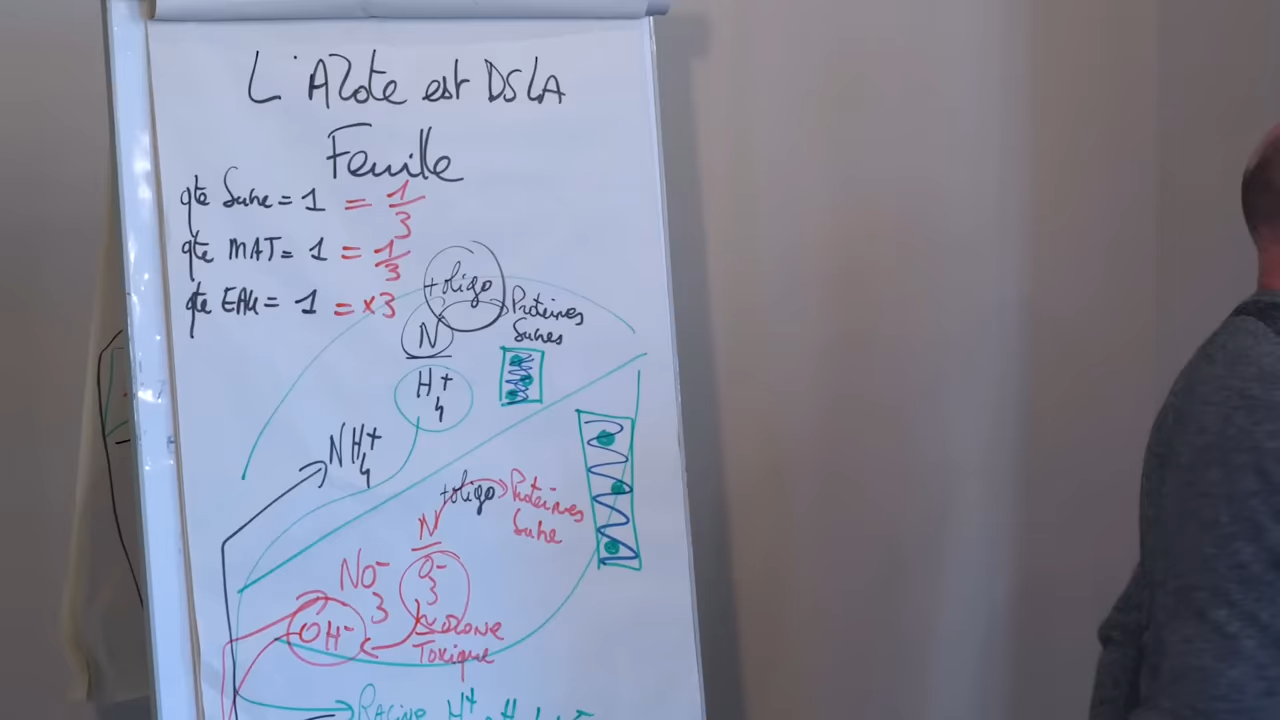 L'AZote est DS LA
Feuille
qte Sucre = 1 = 1/3
qte MAT = 1 = 1/3
qte EAU = 1 = x3
+oligo
Protéines
Sucres
N
H+
4
NH+
4
+oligo
Protéines
Sucre
N
NO-
3
O-
3
OH-
OZONE
Toxique
RACINE H+